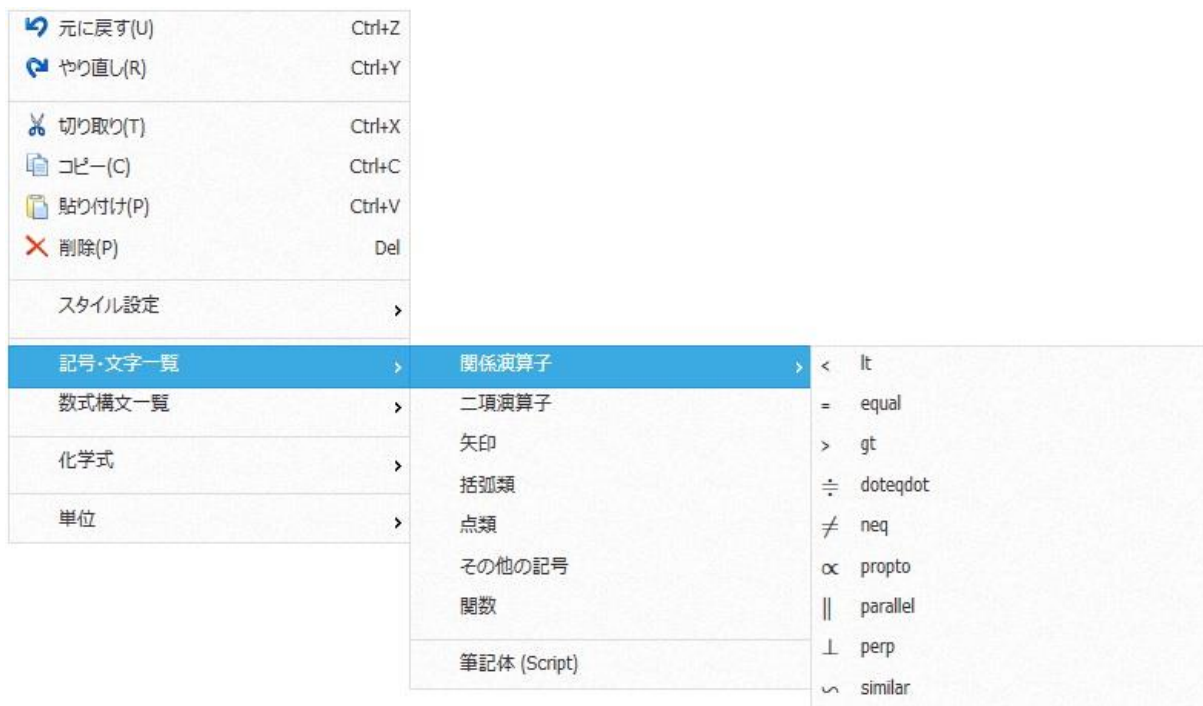 元に戻す(U) Ctrl+Z
やり直し(R) Ctrl+Y
切り取り(T) Ctrl+X
コピー(C) Ctrl+C
貼り付け(P) Ctrl+V
削除(P) Del
スタイル設定 ›
記号・文字一覧 ›
数式構文一覧 ›
化学式 ›
単位 ›
関係演算子 ›
二項演算子
矢印
括弧類
点類
その他の記号
関数
筆記体 (Script)
< lt
= equal
> gt
≑ doteqdot
≠ neq
∝ propto
∥ parallel
⊥ perp
∽ similar